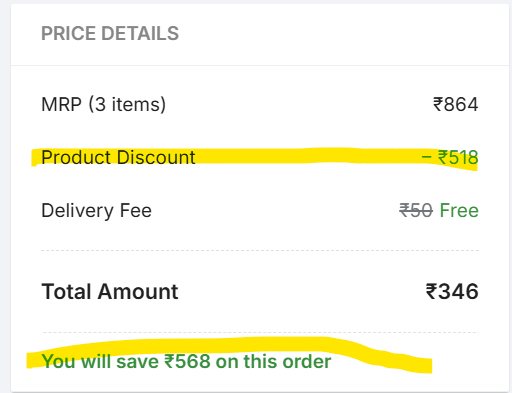 PRICE DETAILS
MRP (3 items) ₹864
Product Discount − ₹518
Delivery Fee ₹50 Free
Total Amount ₹346
You will save ₹568 on this order